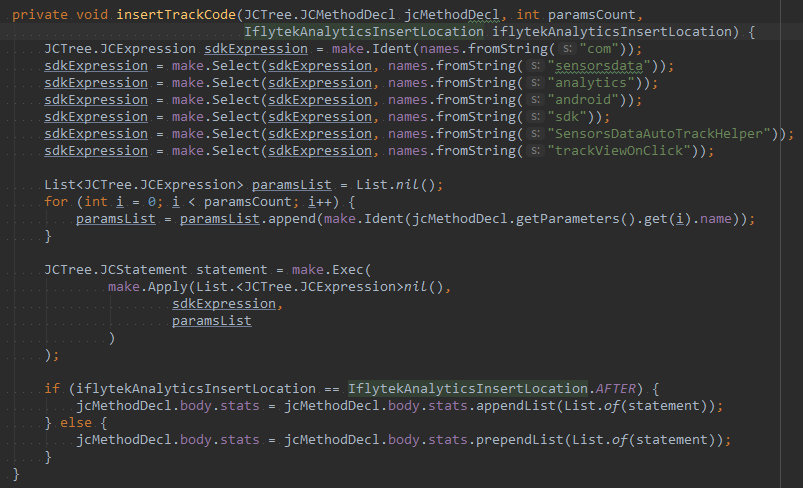 private void insertTrackCode(JCTree.JCMethodDecl jcMethodDecl, int paramsCount,
IflytekAnalyticsInsertLocation iflytekAnalyticsInsertLocation) {
JCTree.JCExpression sdkExpression = make.Ident(names.fromString( s: "com"));
sdkExpression = make.Select(sdkExpression, names.fromString( s: "sensorsdata"));
sdkExpression = make.Select(sdkExpression, names.fromString( s: "analytics"));
sdkExpression = make.Select(sdkExpression, names.fromString( s: "android"));
sdkExpression = make.Select(sdkExpression, names.fromString( s: "sdk"));
sdkExpression = make.Select(sdkExpression, names.fromString( s: "SensorsDataAutoTrackHelper"));
sdkExpression = make.Select(sdkExpression, names.fromString( s: "trackViewOnClick"));
List<JCTree.JCExpression> paramsList = List.nil();
for (int i = 0; i < paramsCount; i++) {
paramsList = paramsList.append(make.Ident(jcMethodDecl.getParameters().get(i).name));
}
JCTree.JCStatement statement = make.Exec(
make.Apply(List.<JCTree.JCExpression>nil(),
sdkExpression,
paramsList
)
);
if (iflytekAnalyticsInsertLocation == IflytekAnalyticsInsertLocation.AFTER) {
jcMethodDecl.body.stats = jcMethodDecl.body.stats.appendList(List.of(statement));
} else {
jcMethodDecl.body.stats = jcMethodDecl.body.stats.prependList(List.of(statement));
}
}